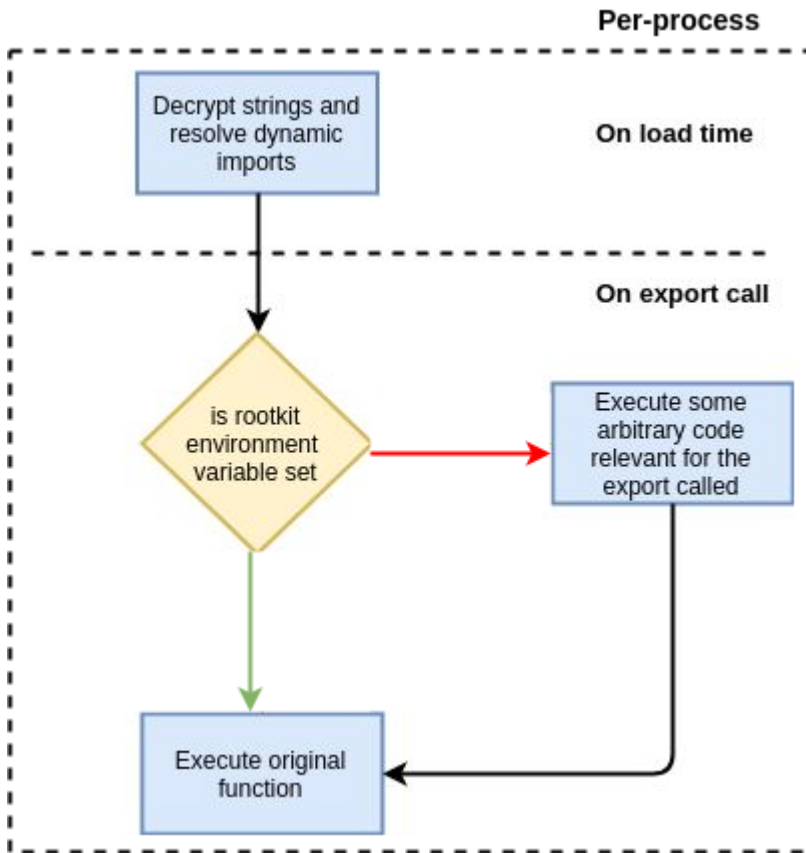 Per-process
Decrypt strings and
resolve dynamic
imports
On load time
On export call
is rootkit
environment
variable set
Execute some
arbitrary code
relevant for the
export called
Execute original
function